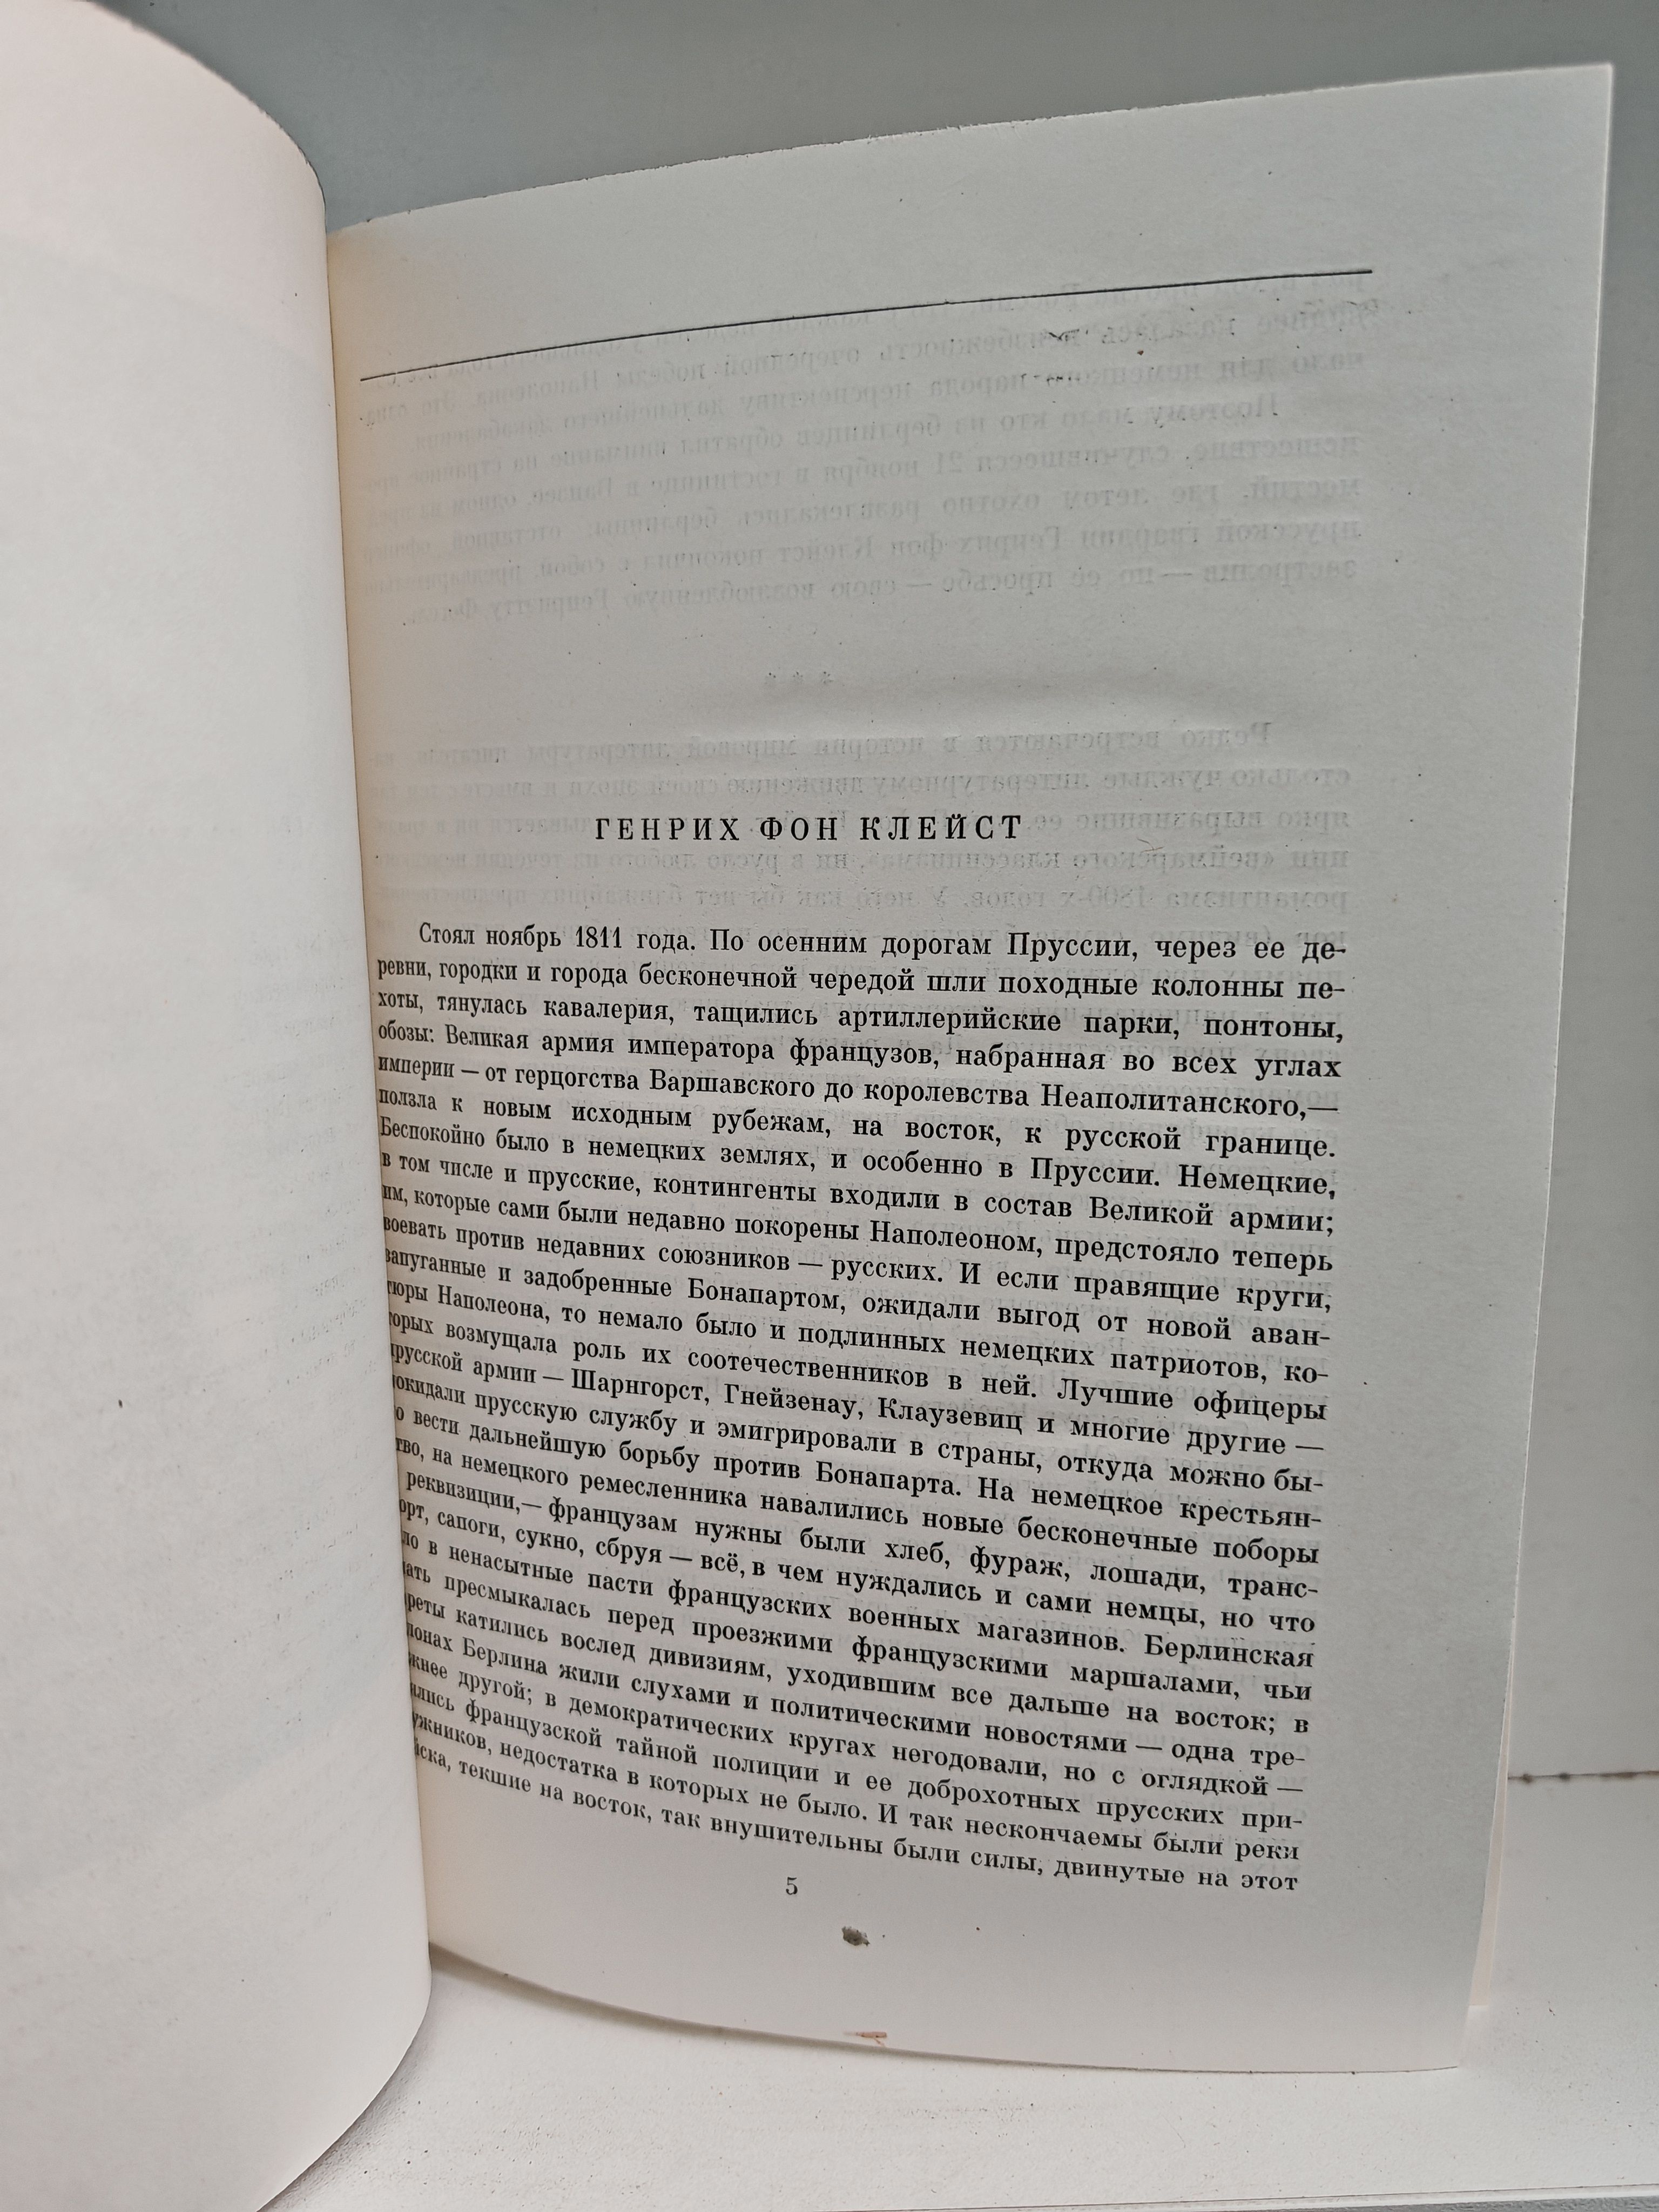 ГЕНРИХ ФОН КЛЕЙСТ
Стоял ноябрь 1811 года. По осенним дорогам Пруссии, через ее де-
ревни, городки и города бесконечной чередой шли походные колонны пе-
хоты, тянулась кавалерия, тащились артиллерийские парки, понтоны,
обозы: Великая армия императора французов, набранная во всех углах
империи — от герцогства Варшавского до королевства Неаполитанского,—
ползла к новым исходным рубежам, на восток, к русской границе.
Беспокойно было в немецких землях, и особенно в Пруссии. Немецкие,
в том числе и прусские, контингенты входили в состав Великой армии;
им, которые сами были недавно покорены Наполеоном, предстояло теперь
воевать против недавних союзников — русских. И если правящие круги,
запуганные и задобренные Бонапартом, ожидали выгод от новой аван-
тюры Наполеона, то немало было и подлинных немецких патриотов, ко-
торых возмущала роль их соотечественников в ней. Лучшие офицеры
прусской армии — Шарнгорст, Гнейзенау, Клаузевиц и многие другие —
покидали прусскую службу и эмигрировали в страны, откуда можно бы-
ло вести дальнейшую борьбу против Бонапарта. На немецкое крестьян-
тво, на немецкого ремесленника навалились новые бесконечные поборы
реквизиции,— французам нужны были хлеб, фураж, лошади, транс-
орт, сапоги, сукно, сбруя — всё, в чем нуждались и сами немцы, но что
ло в ненасытные пасти французских военных магазинов. Берлинская
ать пресмыкалась перед проезжими французскими маршалами, чьи
реты катились вослед дивизиям, уходившим все дальше на восток; в
лонах Берлина жили слухами и политическими новостями — одна тре-
жнее другой; в демократических кругах негодовали, но с оглядкой —
ялись французской тайной полиции и ее доброхотных прусских при-
ужников, недостатка в которых не было. И так нескончаемы были реки
йска, текшие на восток, так внушительны были силы, двинутые на этот
5